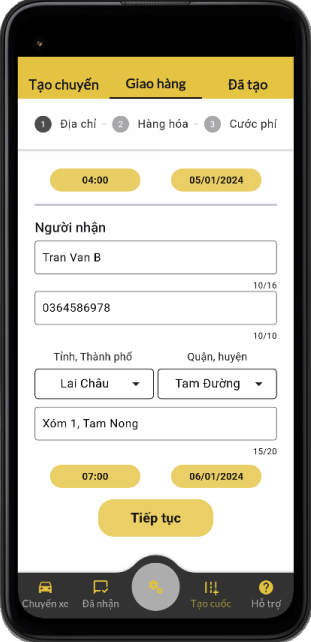 Tạo chuyến Giao hàng Đã tạo
1 Địa chỉ - 2 Hàng hóa - 3 Cước phí
04:00 05/01/2024
Người nhận
Tran Van B
10/16
0364586978
10/10
Tỉnh, Thành phố Quận, huyện
Lai Châu Tam Đường
Xóm 1, Tam Nong
15/20
07:00 06/01/2024
Tiếp tục
Chuyến xe Đã nhận Tạo cuốc Hỗ trợ